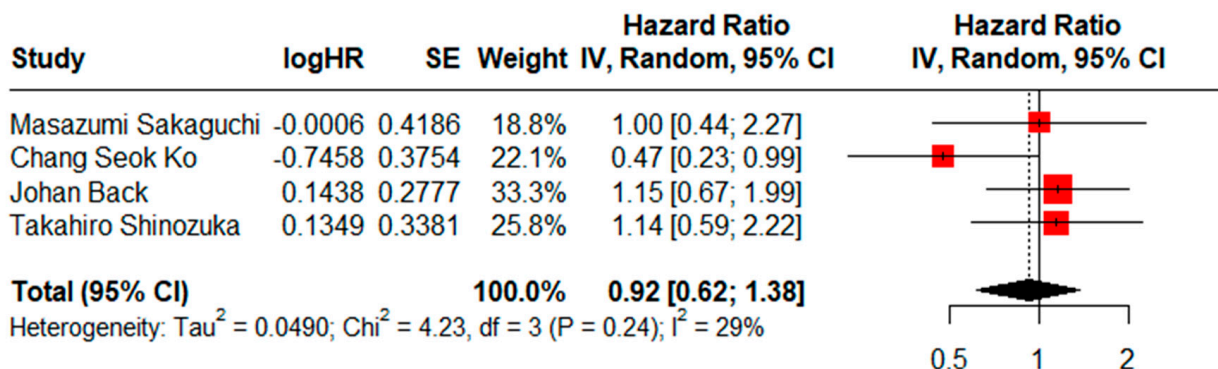 Hazard Ratio Hazard Ratio
Study logHR SE Weight IV, Random, 95% CI IV, Random, 95% CI
Masazumi Sakaguchi -0.0006 0.4186 18.8% 1.00 [0.44; 2.27]
Chang Seok Ko -0.7458 0.3754 22.1% 0.47 [0.23; 0.99]
Johan Back 0.1438 0.2777 33.3% 1.15 [0.67; 1.99]
Takahiro Shinozuka 0.1349 0.3381 25.8% 1.14 [0.59; 2.22]
Total (95% CI) 100.0% 0.92 [0.62; 1.38]
Heterogeneity: Tau² = 0.0490; Chi² = 4.23, df = 3 (P = 0.24); I² = 29%
0.5 1 2